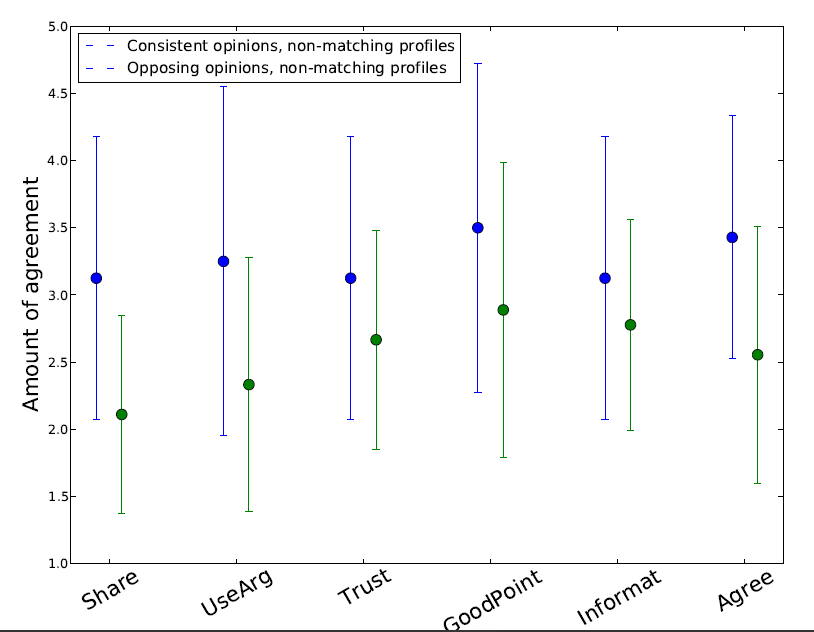 Consistent opinions, non-matching profiles
Opposing opinions, non-matching profiles
5.0
4.5
4.0
3.5
3.0
2.5
2.0
1.5
1.0
Amount of agreement
Share
UseArg
Trust
GoodPoint
Informat
Agree